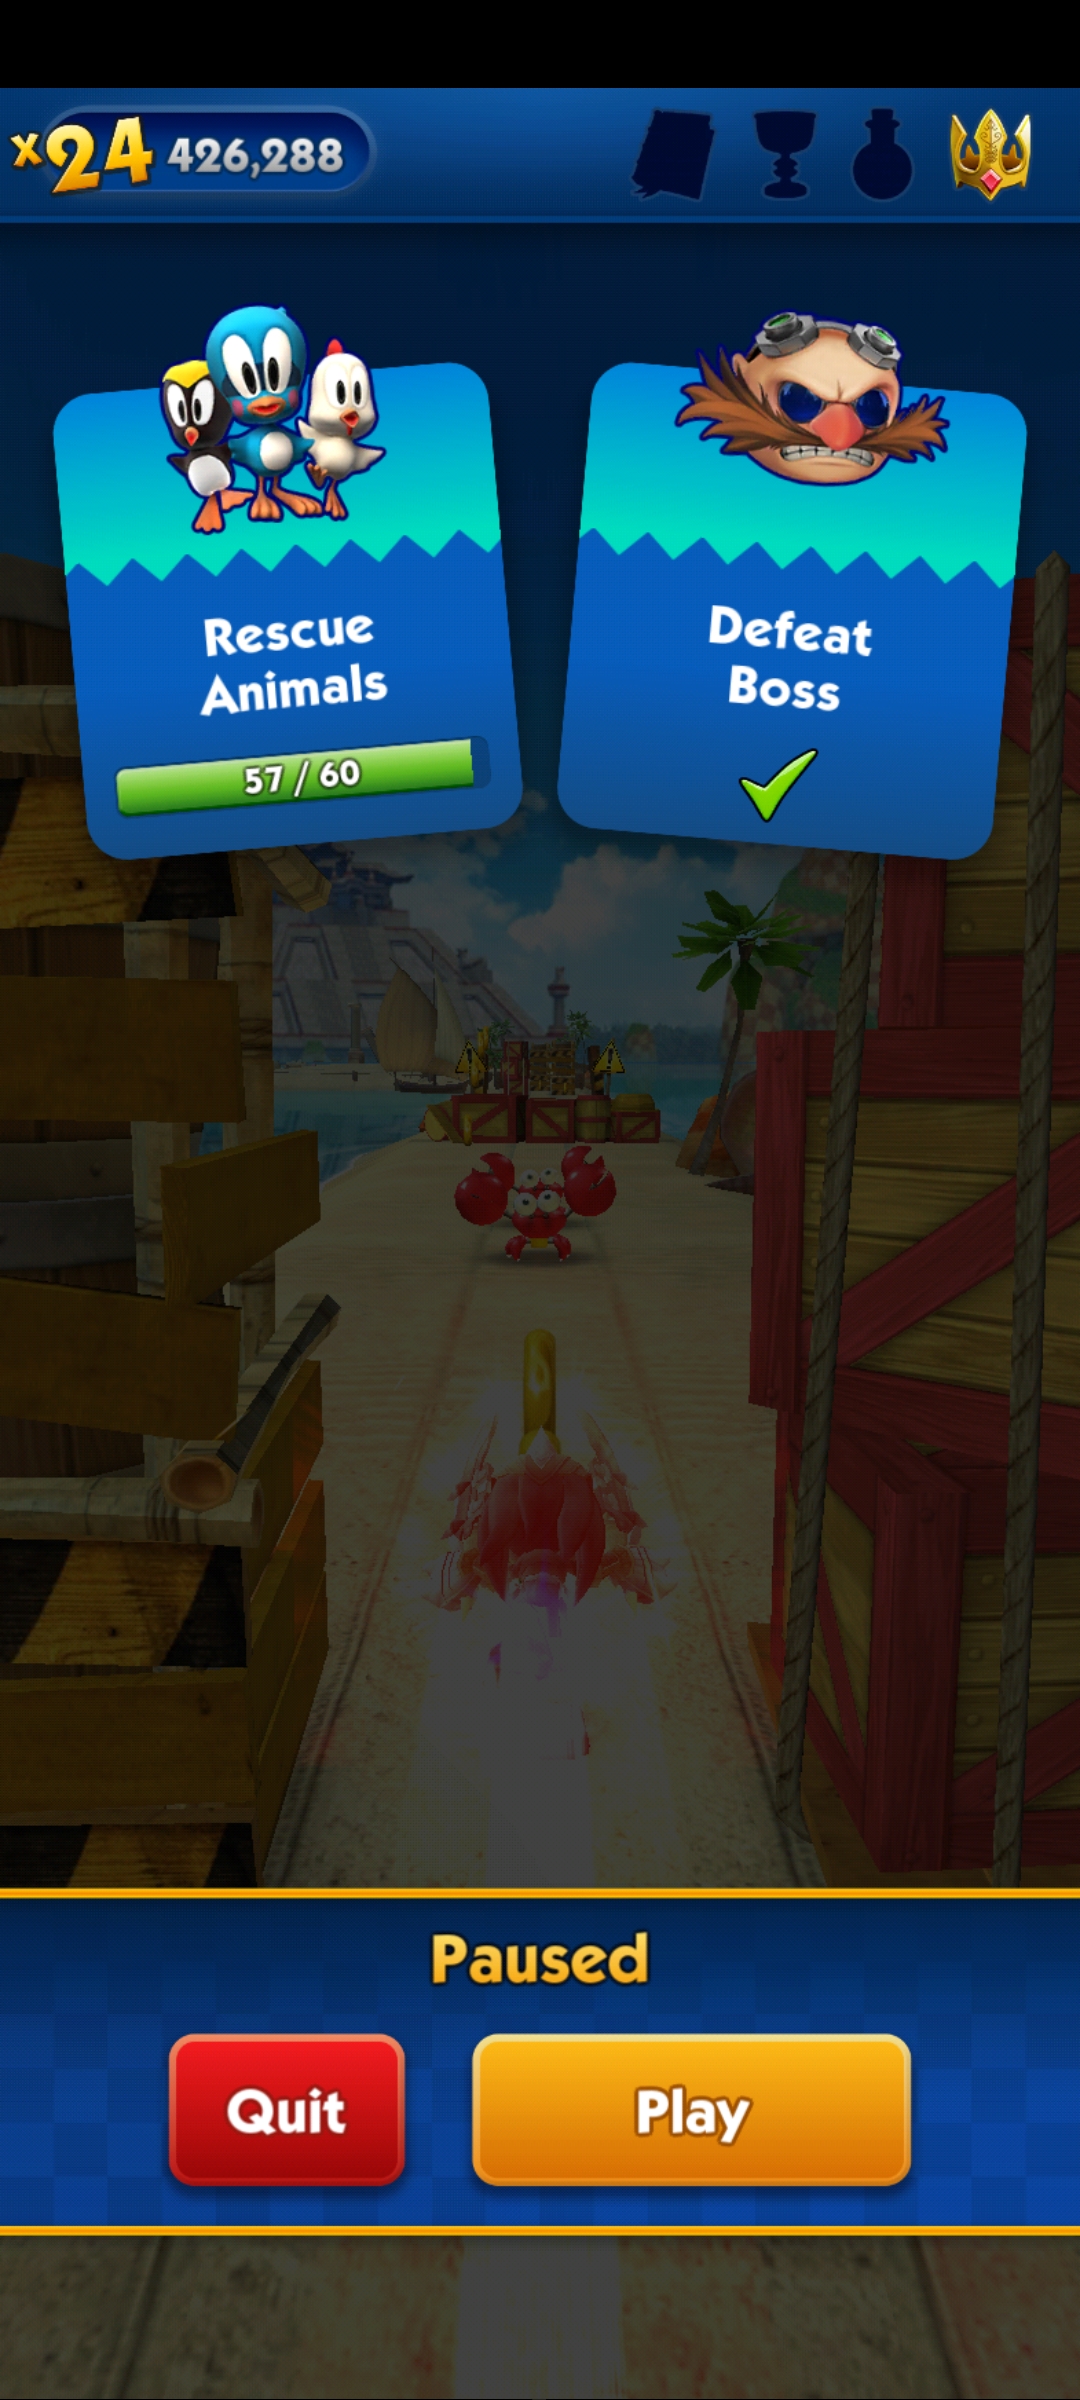 x24 426,288
Rescue
Animals
57 / 60
Defeat
Boss
Paused
Quit
Play